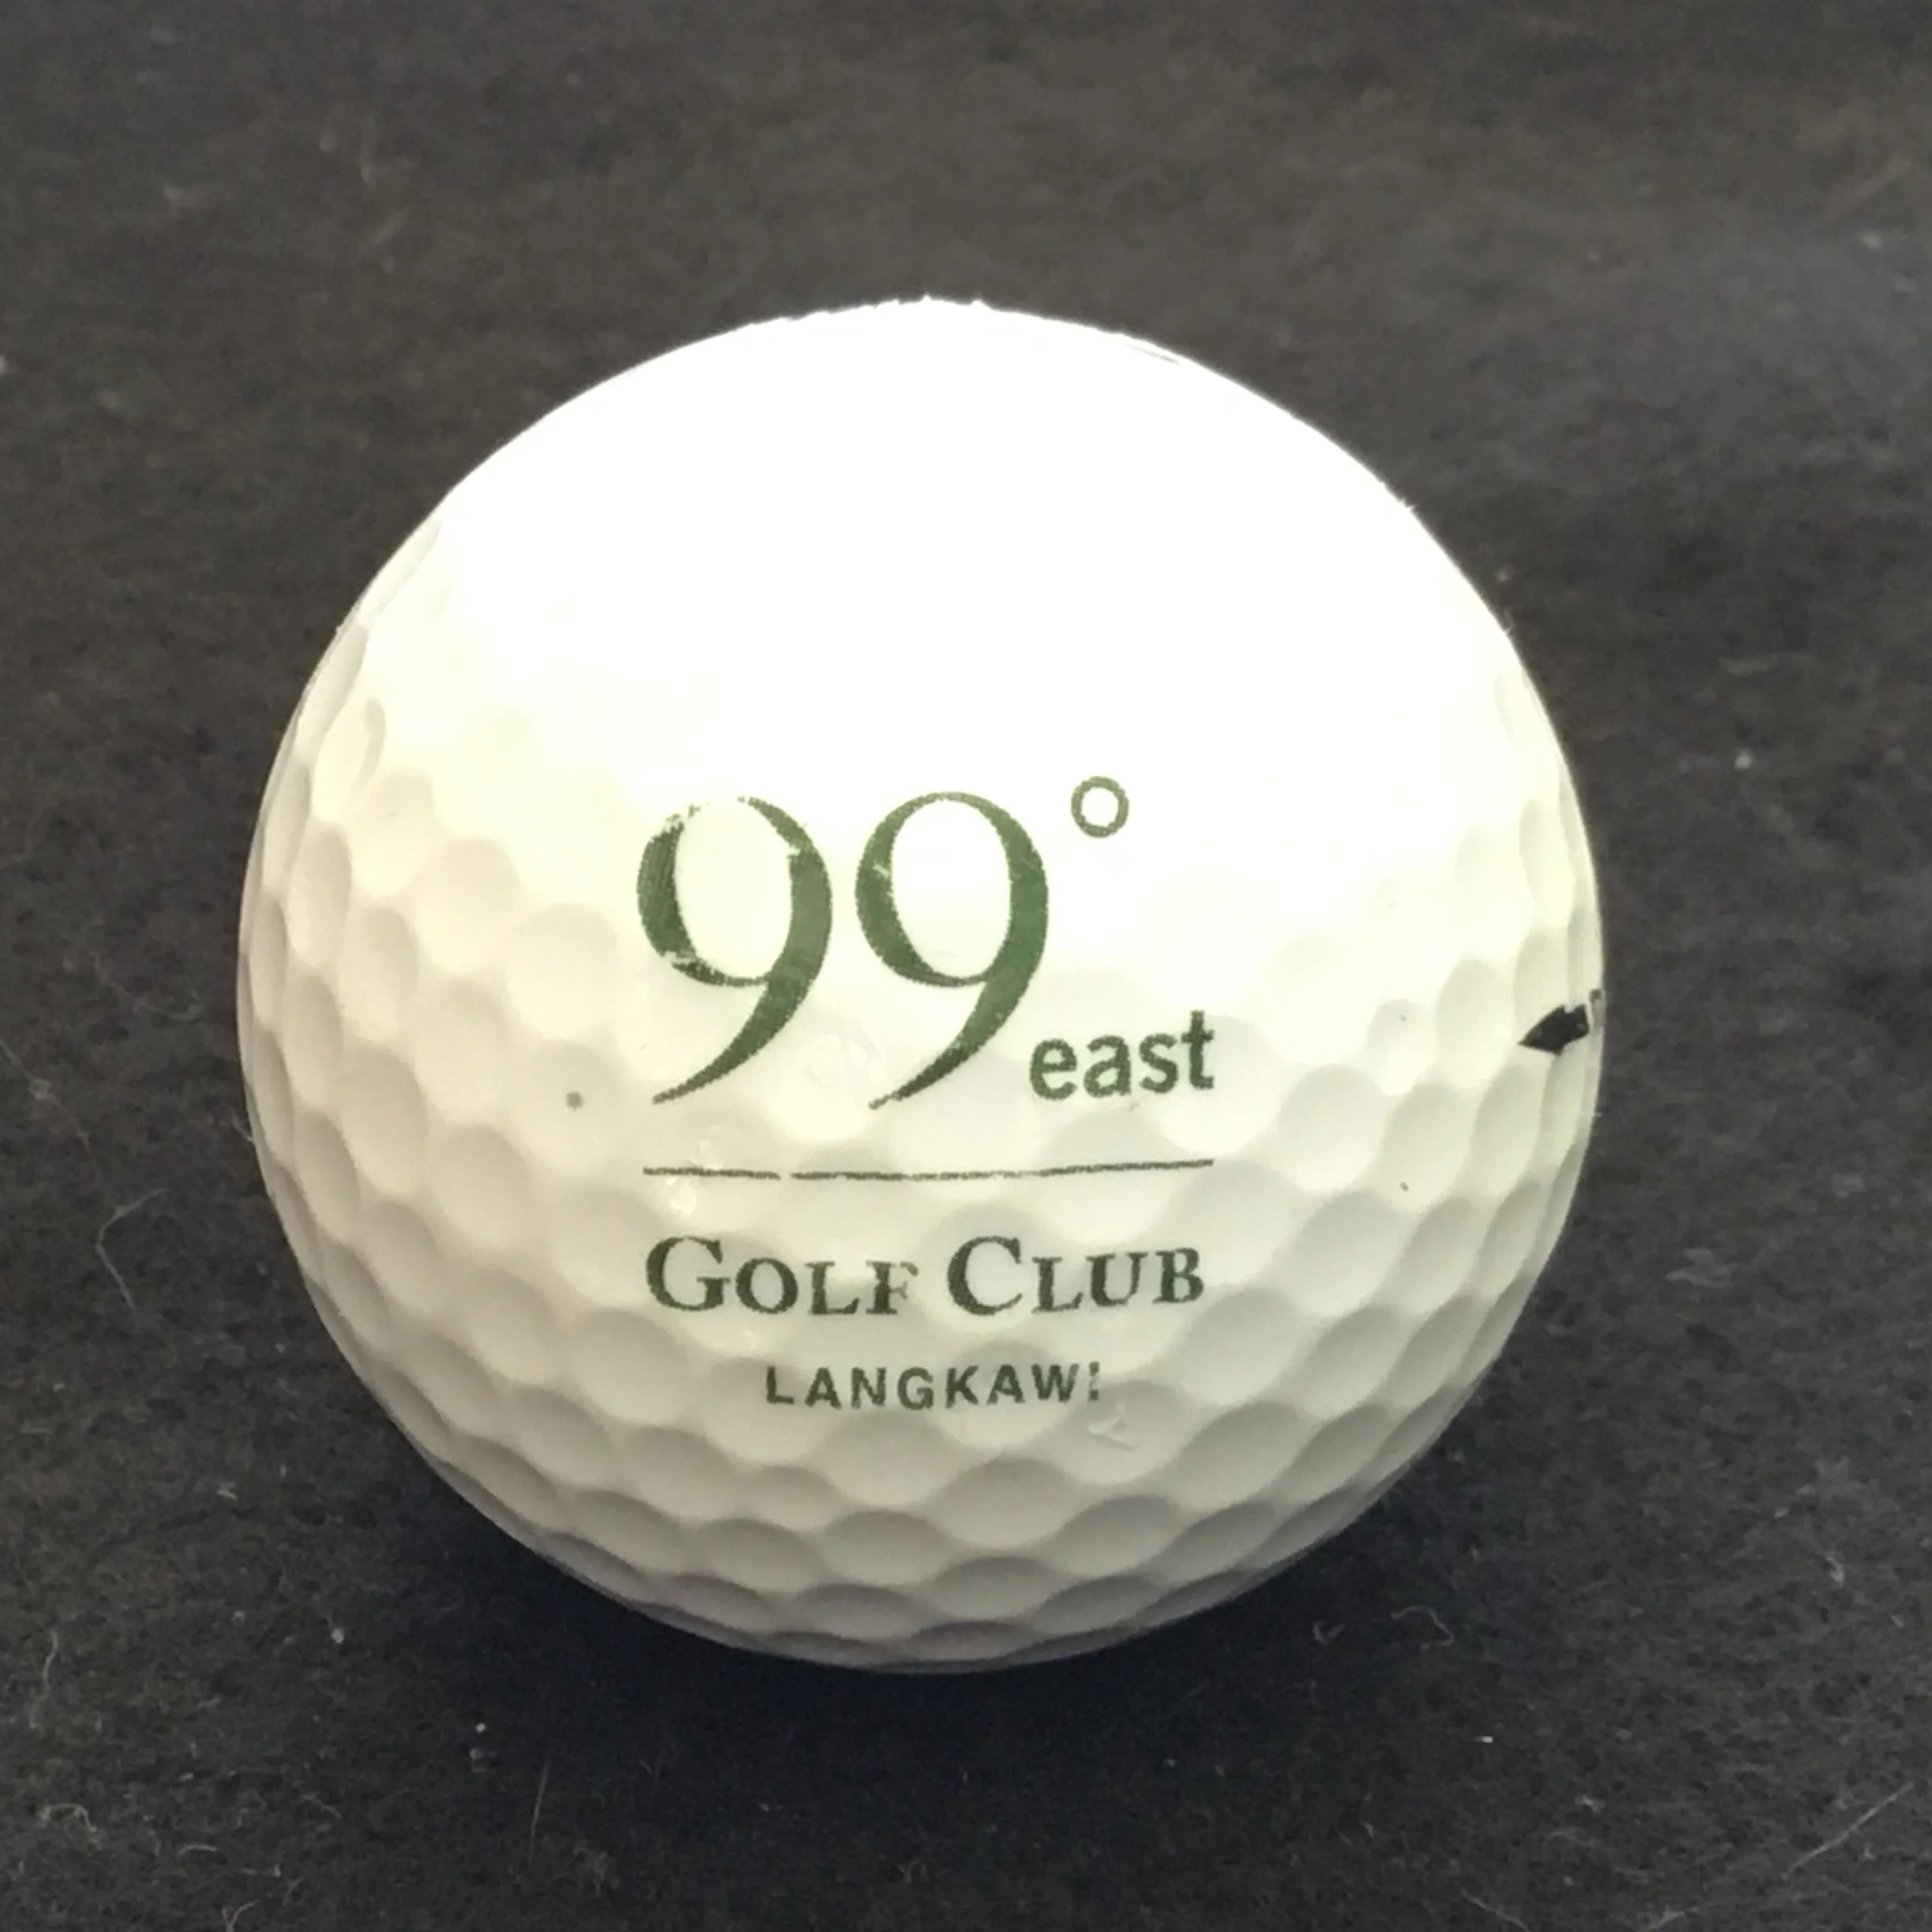 99°
east
GOLF CLUB
LANGKAWI